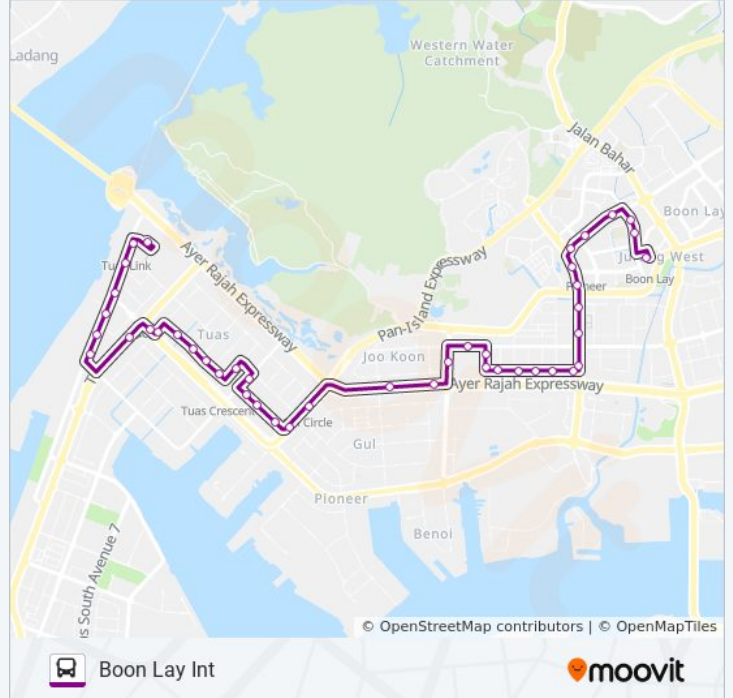 Ladang
Western Water
Catchment
Jalan Bahar
Boon Lay
Jurong West
Boon Lay
Pioneer
Tuas Link
Ayer Rajah Expressway
Pan-Island Expressway
Tuas
Joo Koon
Ayer Rajah Expressway
Tuas Crescent
Circle
Gul
Pioneer
Benoi
is South Avenue 7
© OpenStreetMap contributors | © OpenMapTiles
Boon Lay Int
moovit